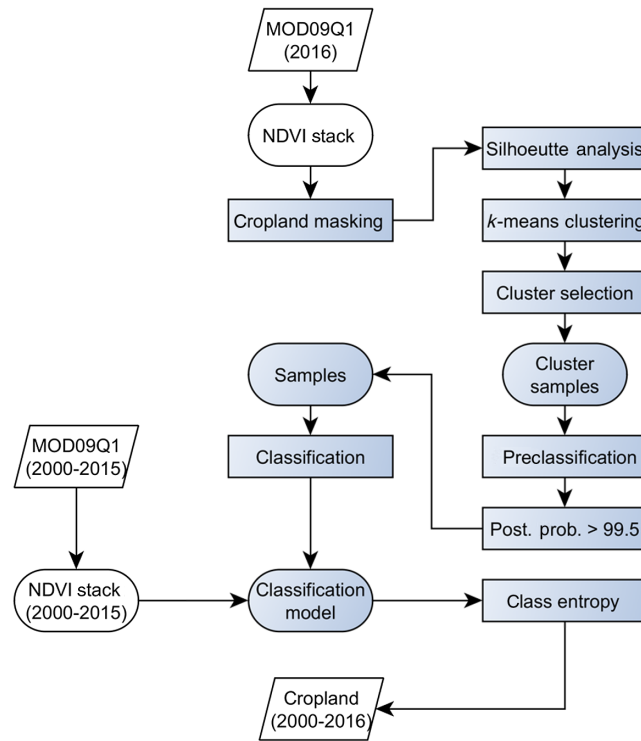 MOD09Q1
(2016)
NDVI stack
Cropland masking
Silhoeutte analysis
k-means clustering
Cluster selection
Cluster
samples
Samples
Classification
Preclassification
Post. prob. > 99.5
MOD09Q1
(2000-2015)
NDVI stack
(2000-2015)
Classification
model
Class entropy
Cropland
(2000-2016)